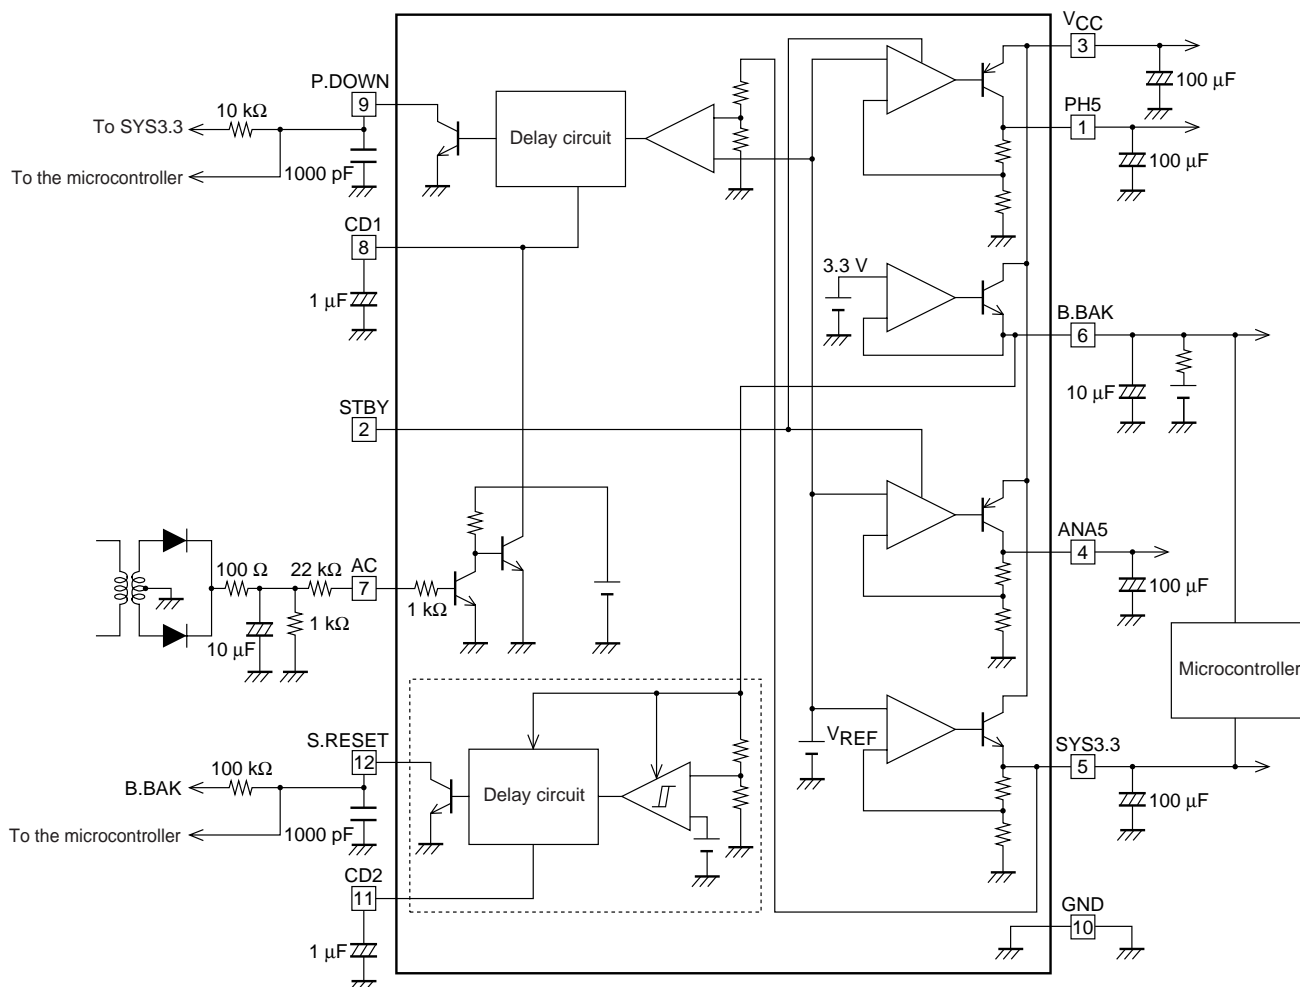 VCC
3
100 µF
P.DOWN
9
10 kΩ
To SYS3.3
Delay circuit
PH5
1
100 µF
To the microcontroller
1000 pF
CD1
8
1 µF
3.3 V
B.BAK
6
10 µF
STBY
2
ANA5
4
100 µF
100 Ω
22 kΩ
AC
7
1 kΩ
1 kΩ
10 µF
Microcontroller
S.RESET
12
VREF
SYS3.3
5
100 µF
100 kΩ
B.BAK
Delay circuit
To the microcontroller
1000 pF
CD2
11
1 µF
GND
10